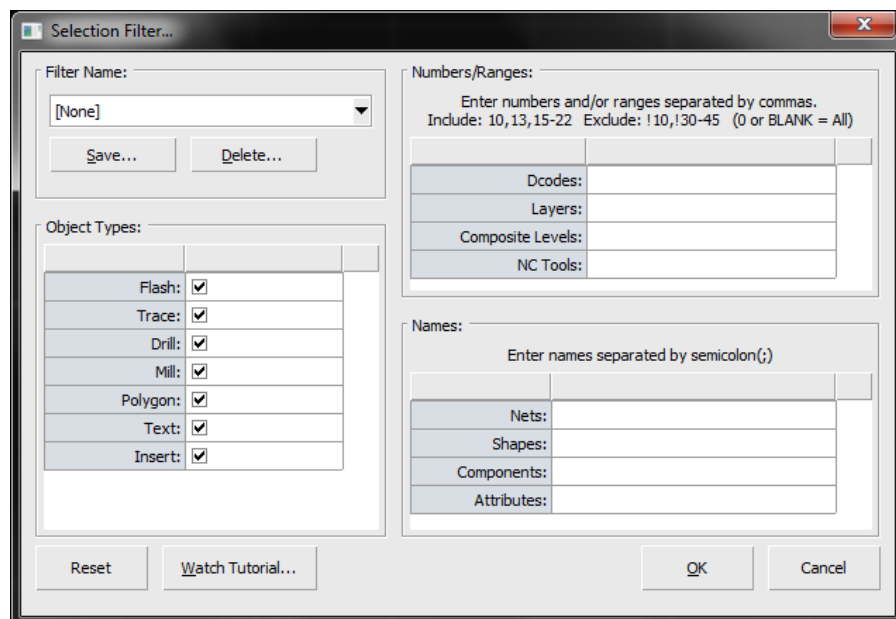 Selection Filter...
Filter Name:
[None]
Save...
Delete...
Object Types:
Flash:
Trace:
Drill:
Mill:
Polygon:
Text:
Insert:
Numbers/Ranges:
Enter numbers and/or ranges separated by commas.
Include: 10,13,15-22 Exclude: !10,!30-45 (0 or BLANK = All)
Dcodes:
Layers:
Composite Levels:
NC Tools:
Names:
Enter names separated by semicolon(;)
Nets:
Shapes:
Components:
Attributes:
Reset
Watch Tutorial...
OK
Cancel